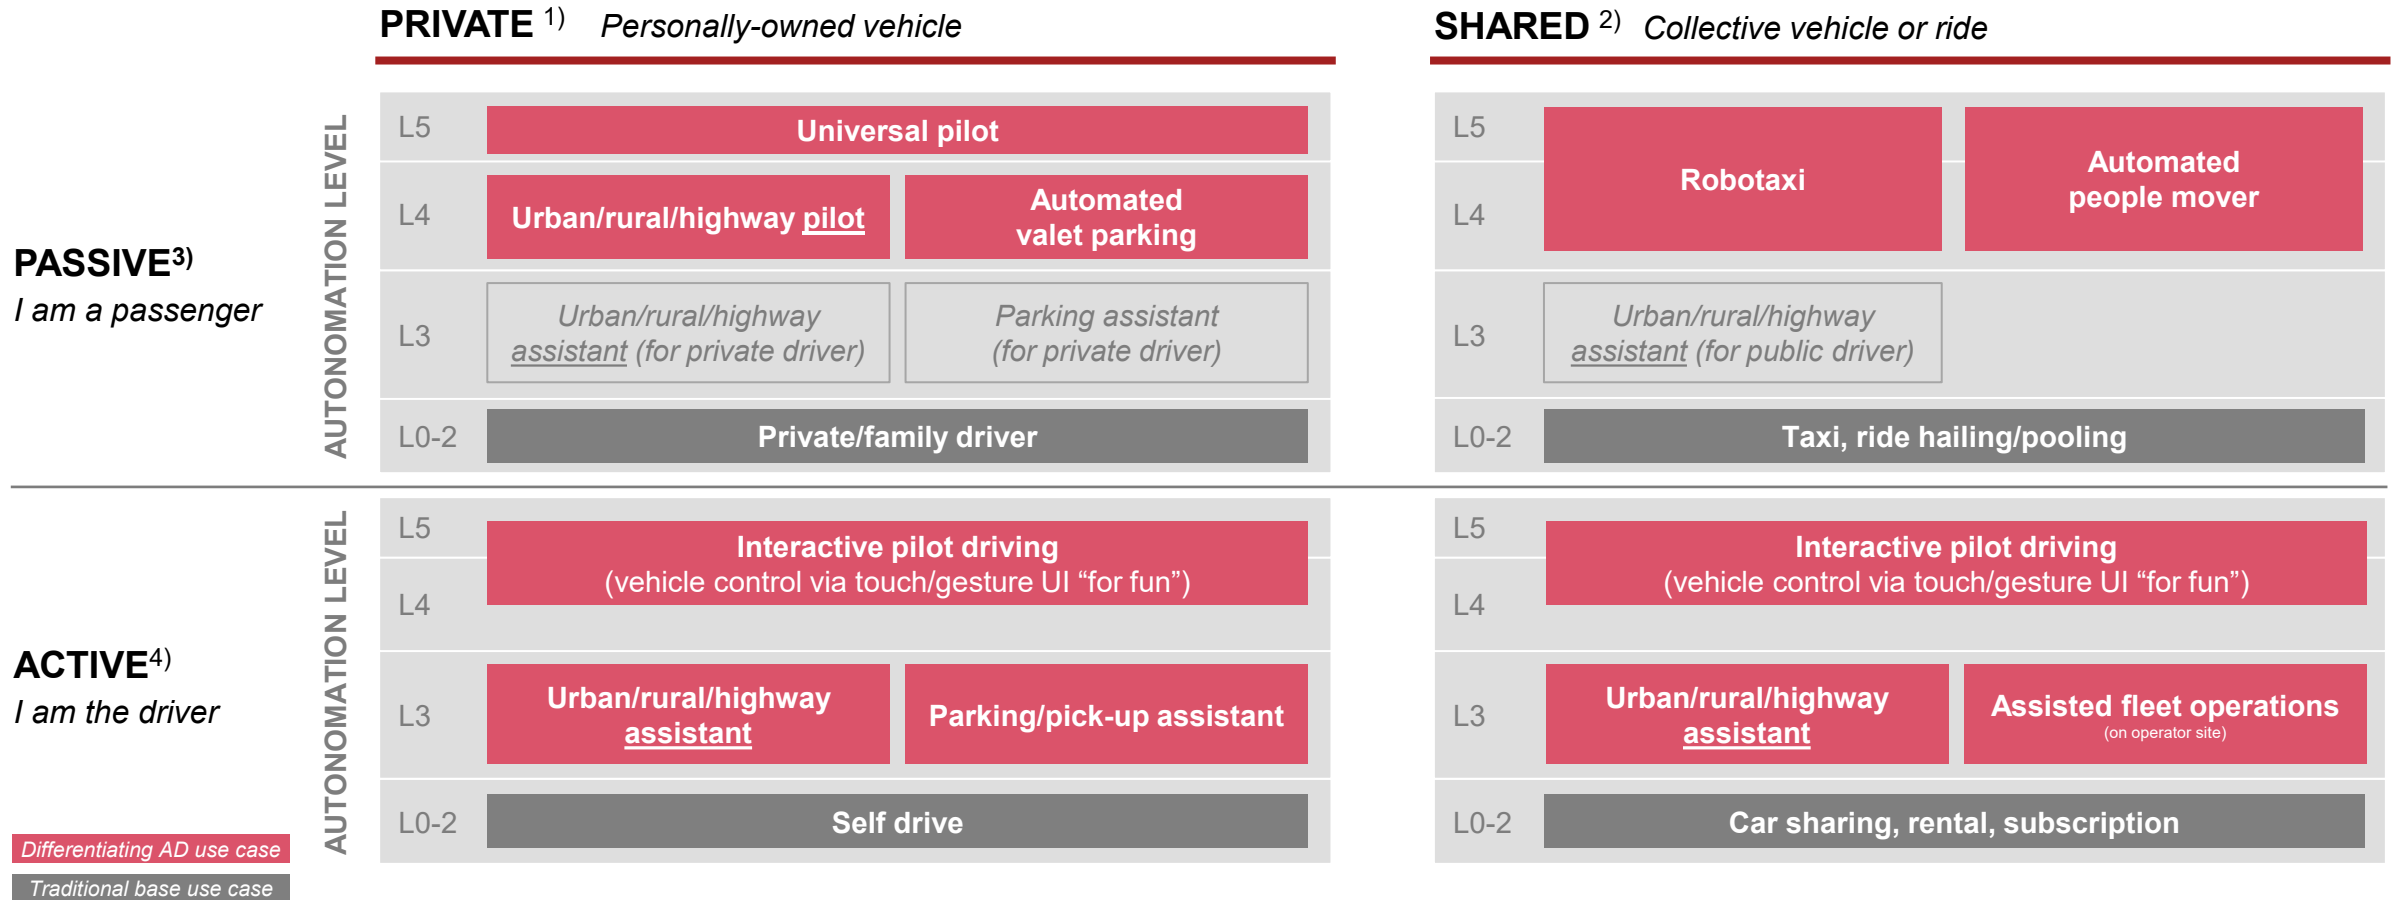 PRIVATE 1) Personally-owned vehicle
SHARED 2) Collective vehicle or ride
PASSIVE3)
I am a passenger
AUTONOMATION LEVEL
L5
Universal pilot
L4
Urban/rural/highway pilot
Automated
valet parking
L3
Urban/rural/highway
assistant (for private driver)
Parking assistant
(for private driver)
L0-2
Private/family driver
L5
L4
Robotaxi
Automated
people mover
L3
Urban/rural/highway
assistant (for public driver)
L0-2
Taxi, ride hailing/pooling
ACTIVE4)
I am the driver
AUTONOMATION LEVEL
L5
L4
Interactive pilot driving
(vehicle control via touch/gesture UI “for fun”)
L3
Urban/rural/highway
assistant
Parking/pick-up assistant
L0-2
Self drive
L5
L4
Interactive pilot driving
(vehicle control via touch/gesture UI “for fun”)
L3
Urban/rural/highway
assistant
Assisted fleet operations
(on operator site)
L0-2
Car sharing, rental, subscription
Differentiating AD use case
Traditional base use case